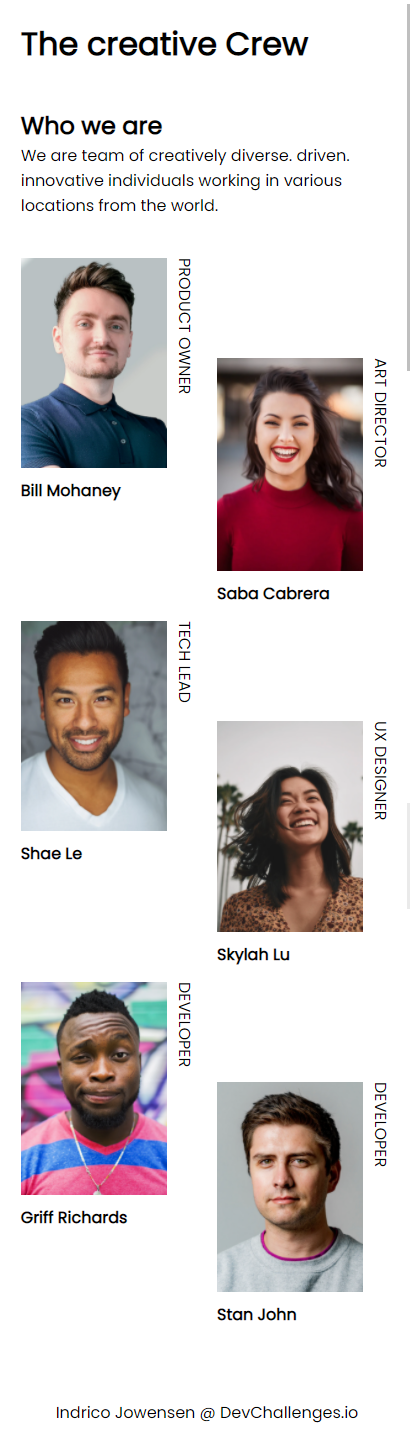 The creative Crew
Who we are
We are team of creatively diverse. driven.
innovative individuals working in various
locations from the world.
PRODUCT OWNER
Bill Mohaney
ART DIRECTOR
Saba Cabrera
TECH LEAD
Shae Le
UX DESIGNER
Skylah Lu
DEVELOPER
Griff Richards
DEVELOPER
Stan John
Indrico Jowensen @ DevChallenges.io